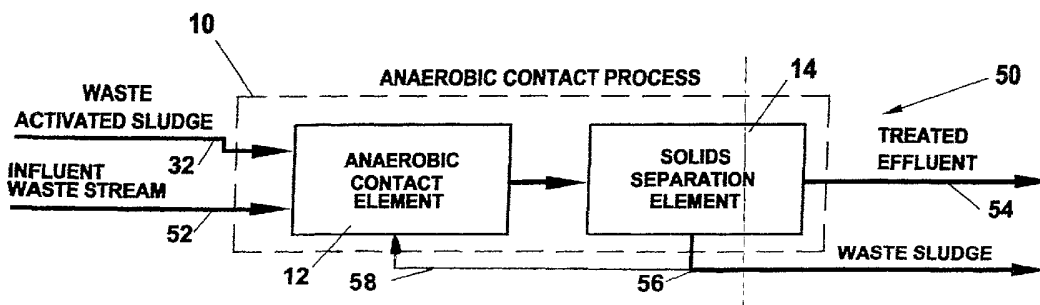 10
ANAEROBIC CONTACT PROCESS
14
50
WASTE
ACTIVATED SLUDGE
32
INFLUENT
WASTE STREAM
52
ANAEROBIC
CONTACT
ELEMENT
12
SOLIDS
SEPARATION
ELEMENT
TREATED
EFFLUENT
54
58
56
WASTE SLUDGE